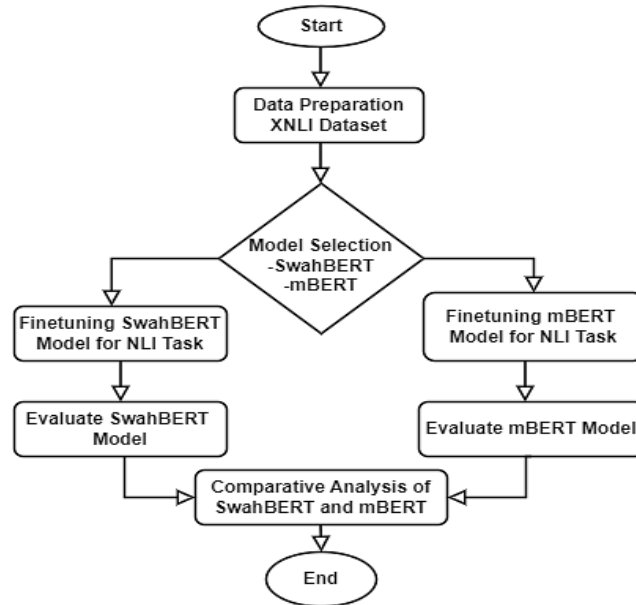 Start
Data Preparation
XNLI Dataset
Model Selection
-SwahBERT
-mBERT
Finetuning SwahBERT
Model for NLI Task
Finetuning mBERT
Model for NLI Task
Evaluate SwahBERT
Model
Evaluate mBERT Model
Comparative Analysis of
SwahBERT and mBERT
End